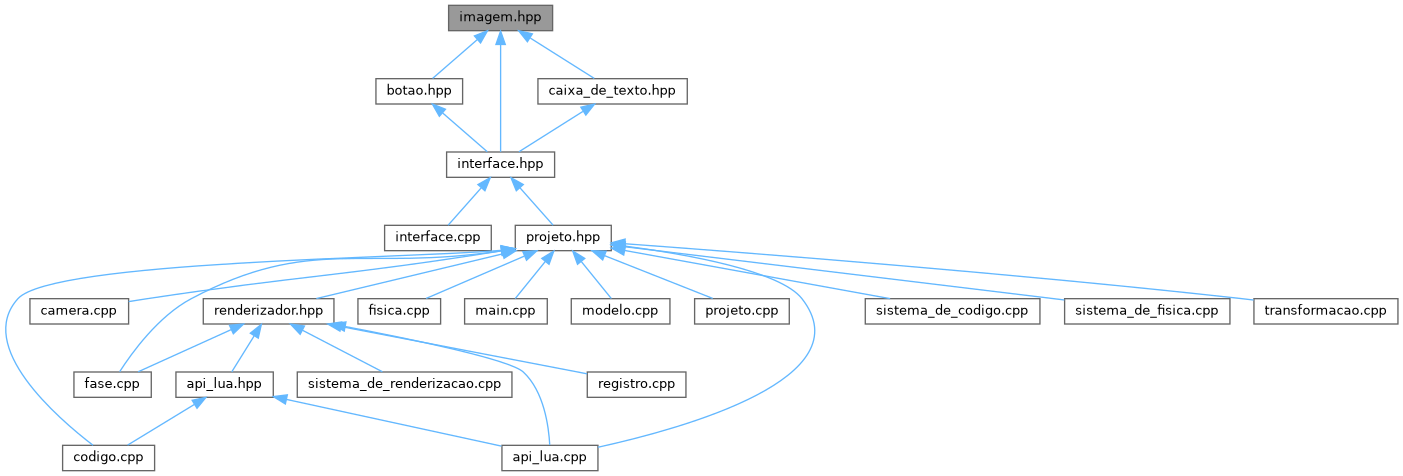 imagem.hpp
botao.hpp
caixa_de_texto.hpp
interface.hpp
interface.cpp
projeto.hpp
camera.cpp
renderizador.hpp
fisica.cpp
main.cpp
modelo.cpp
projeto.cpp
sistema_de_codigo.cpp
sistema_de_fisica.cpp
transformacao.cpp
fase.cpp
api_lua.hpp
sistema_de_renderizacao.cpp
registro.cpp
codigo.cpp
api_lua.cpp